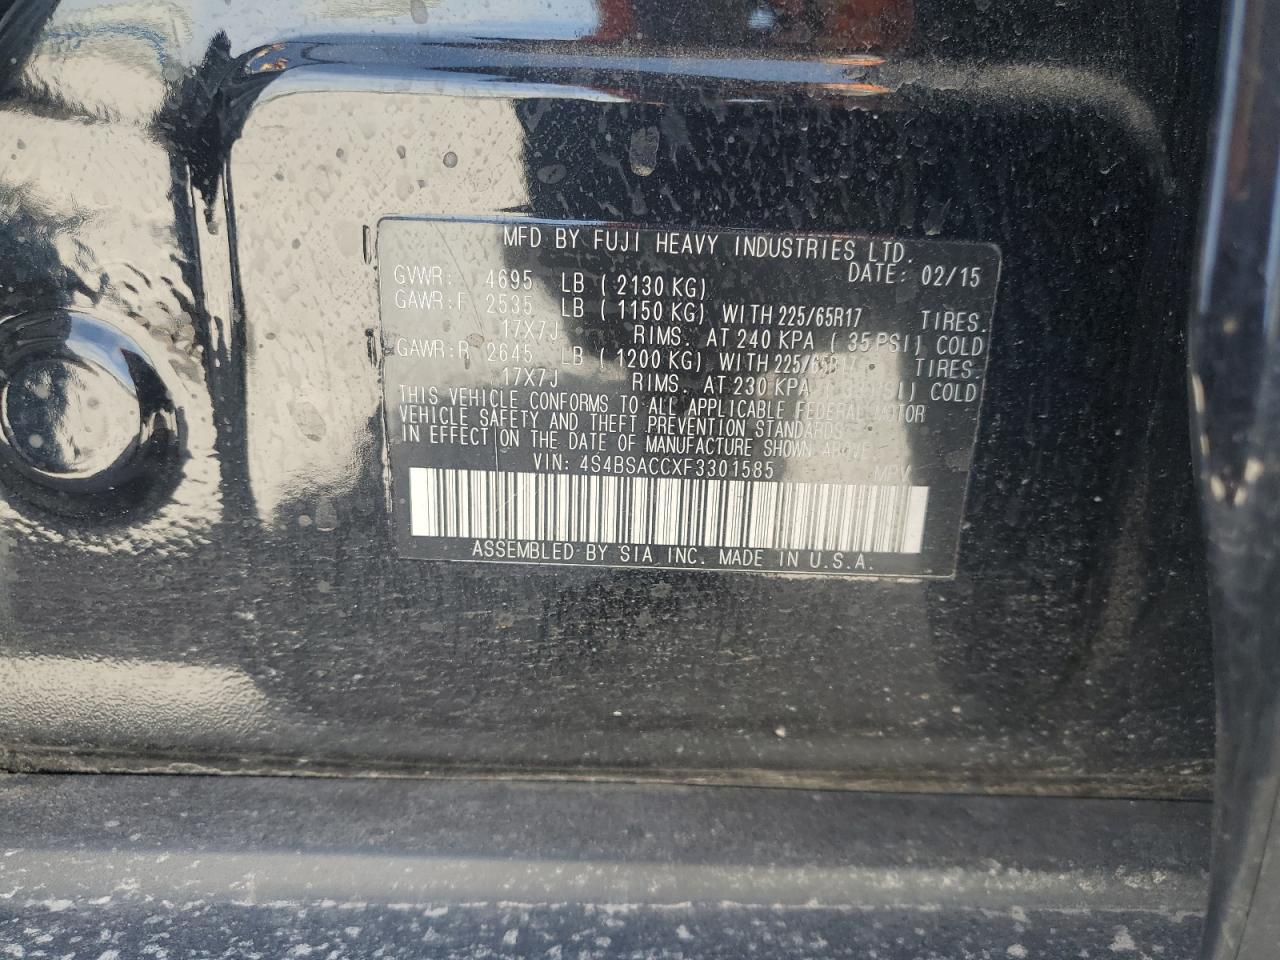 MFD BY FUJI HEAVY INDUSTRIES LTD.
DATE: 02/15
GVWR: 4695 LB ( 2130 KG)
GAWR:F 2535 LB ( 1150 KG) WITH 225/65R17 TIRES.
17X7J RIMS. AT 240 KPA ( 35 PSI) COLD
GAWR:R 2645 LB ( 1200 KG) WITH 225/65R17 TIRES.
17X7J RIMS. AT 230 KPA COLD
THIS VEHICLE CONFORMS TO ALL APPLICABLE FEDERAL MOTOR
VEHICLE SAFETY AND THEFT PREVENTION STANDARDS
IN EFFECT ON THE DATE OF MANUFACTURE SHOWN ABOVE.
VIN: 4S4BSACCXF3301585 MPV
ASSEMBLED BY SIA, INC. MADE IN U.S.A.